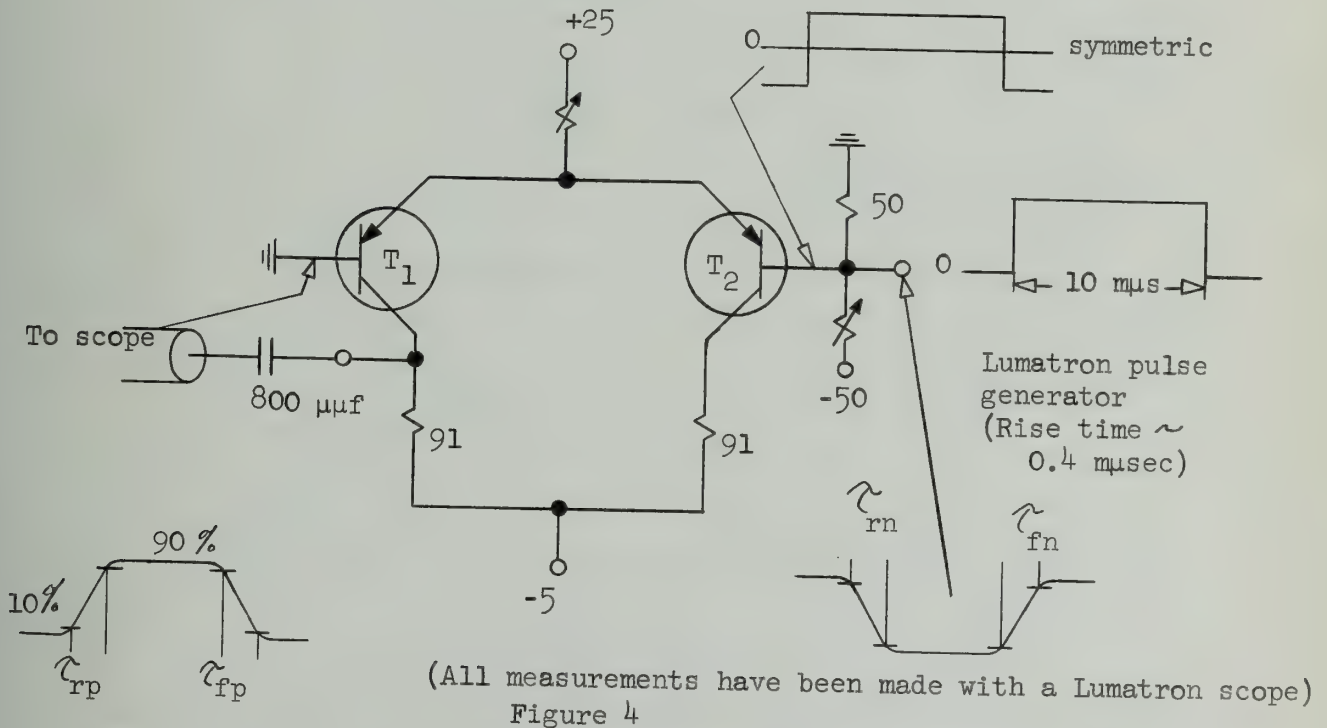 +25
0
symmetric
50
T1
T2
0
10 mμs
To scope
800 μμf
-50
Lumatron pulse
generator
(Rise time ~
0.4 mμsec)
91
91
τrn
τfn
90 %
-5
10%
τrp
τfp
(All measurements have been made with a Lumatron scope)
Figure 4